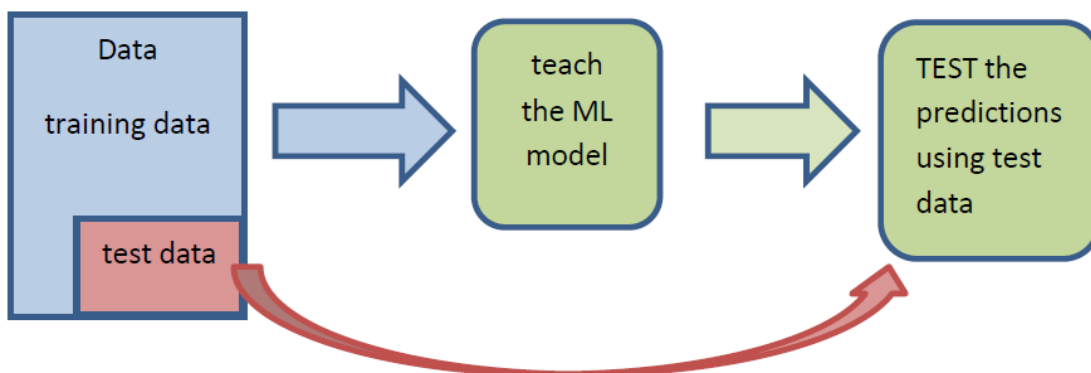 Data
training data
test data
teach
the ML
model
TEST the
predictions
using test
data